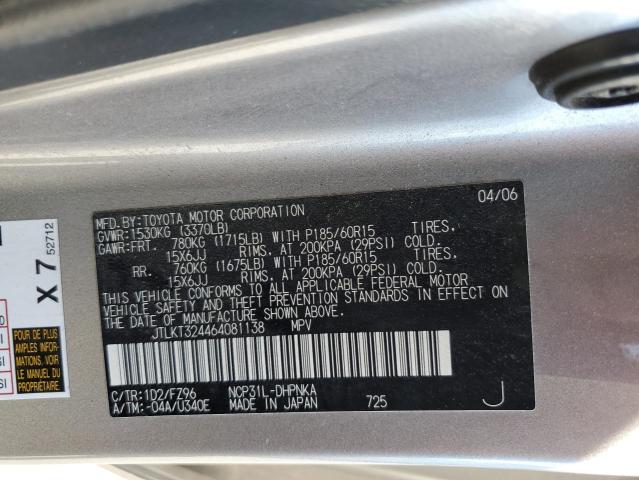 04/06
MFD.BY:TOYOTA MOTOR CORPORATION
GVWR:1530KG (3370LB)
GAWR:FRT. 780KG (1715LB) WITH P185/60R15 TIRES,
15X6JJ RIMS, AT 200KPA (29PSI) COLD.
RR. 760KG (1675LB) WITH P185/60R15 TIRES,
15X6JJ RIMS, AT 200KPA (29PSI) COLD.
THIS VEHICLE CONFORMS TO ALL APPLICABLE FEDERAL MOTOR
VEHICLE SAFETY AND THEFT PREVENTION STANDARDS IN EFFECT ON
THE DATE OF MANUFACTURE SHOWN ABOVE.
JTLKT324464081138 MPV
C/TR:1D2/FZ96 NCP31L-DHPNKA
A/TM:-04A/U340E MADE IN JAPAN 725 J
X 7 52712
POUR DE PLUS
AMPLES INFOR-
MATIONS, VOIR
LE MANUEL DU
PROPRIÉTAIRE